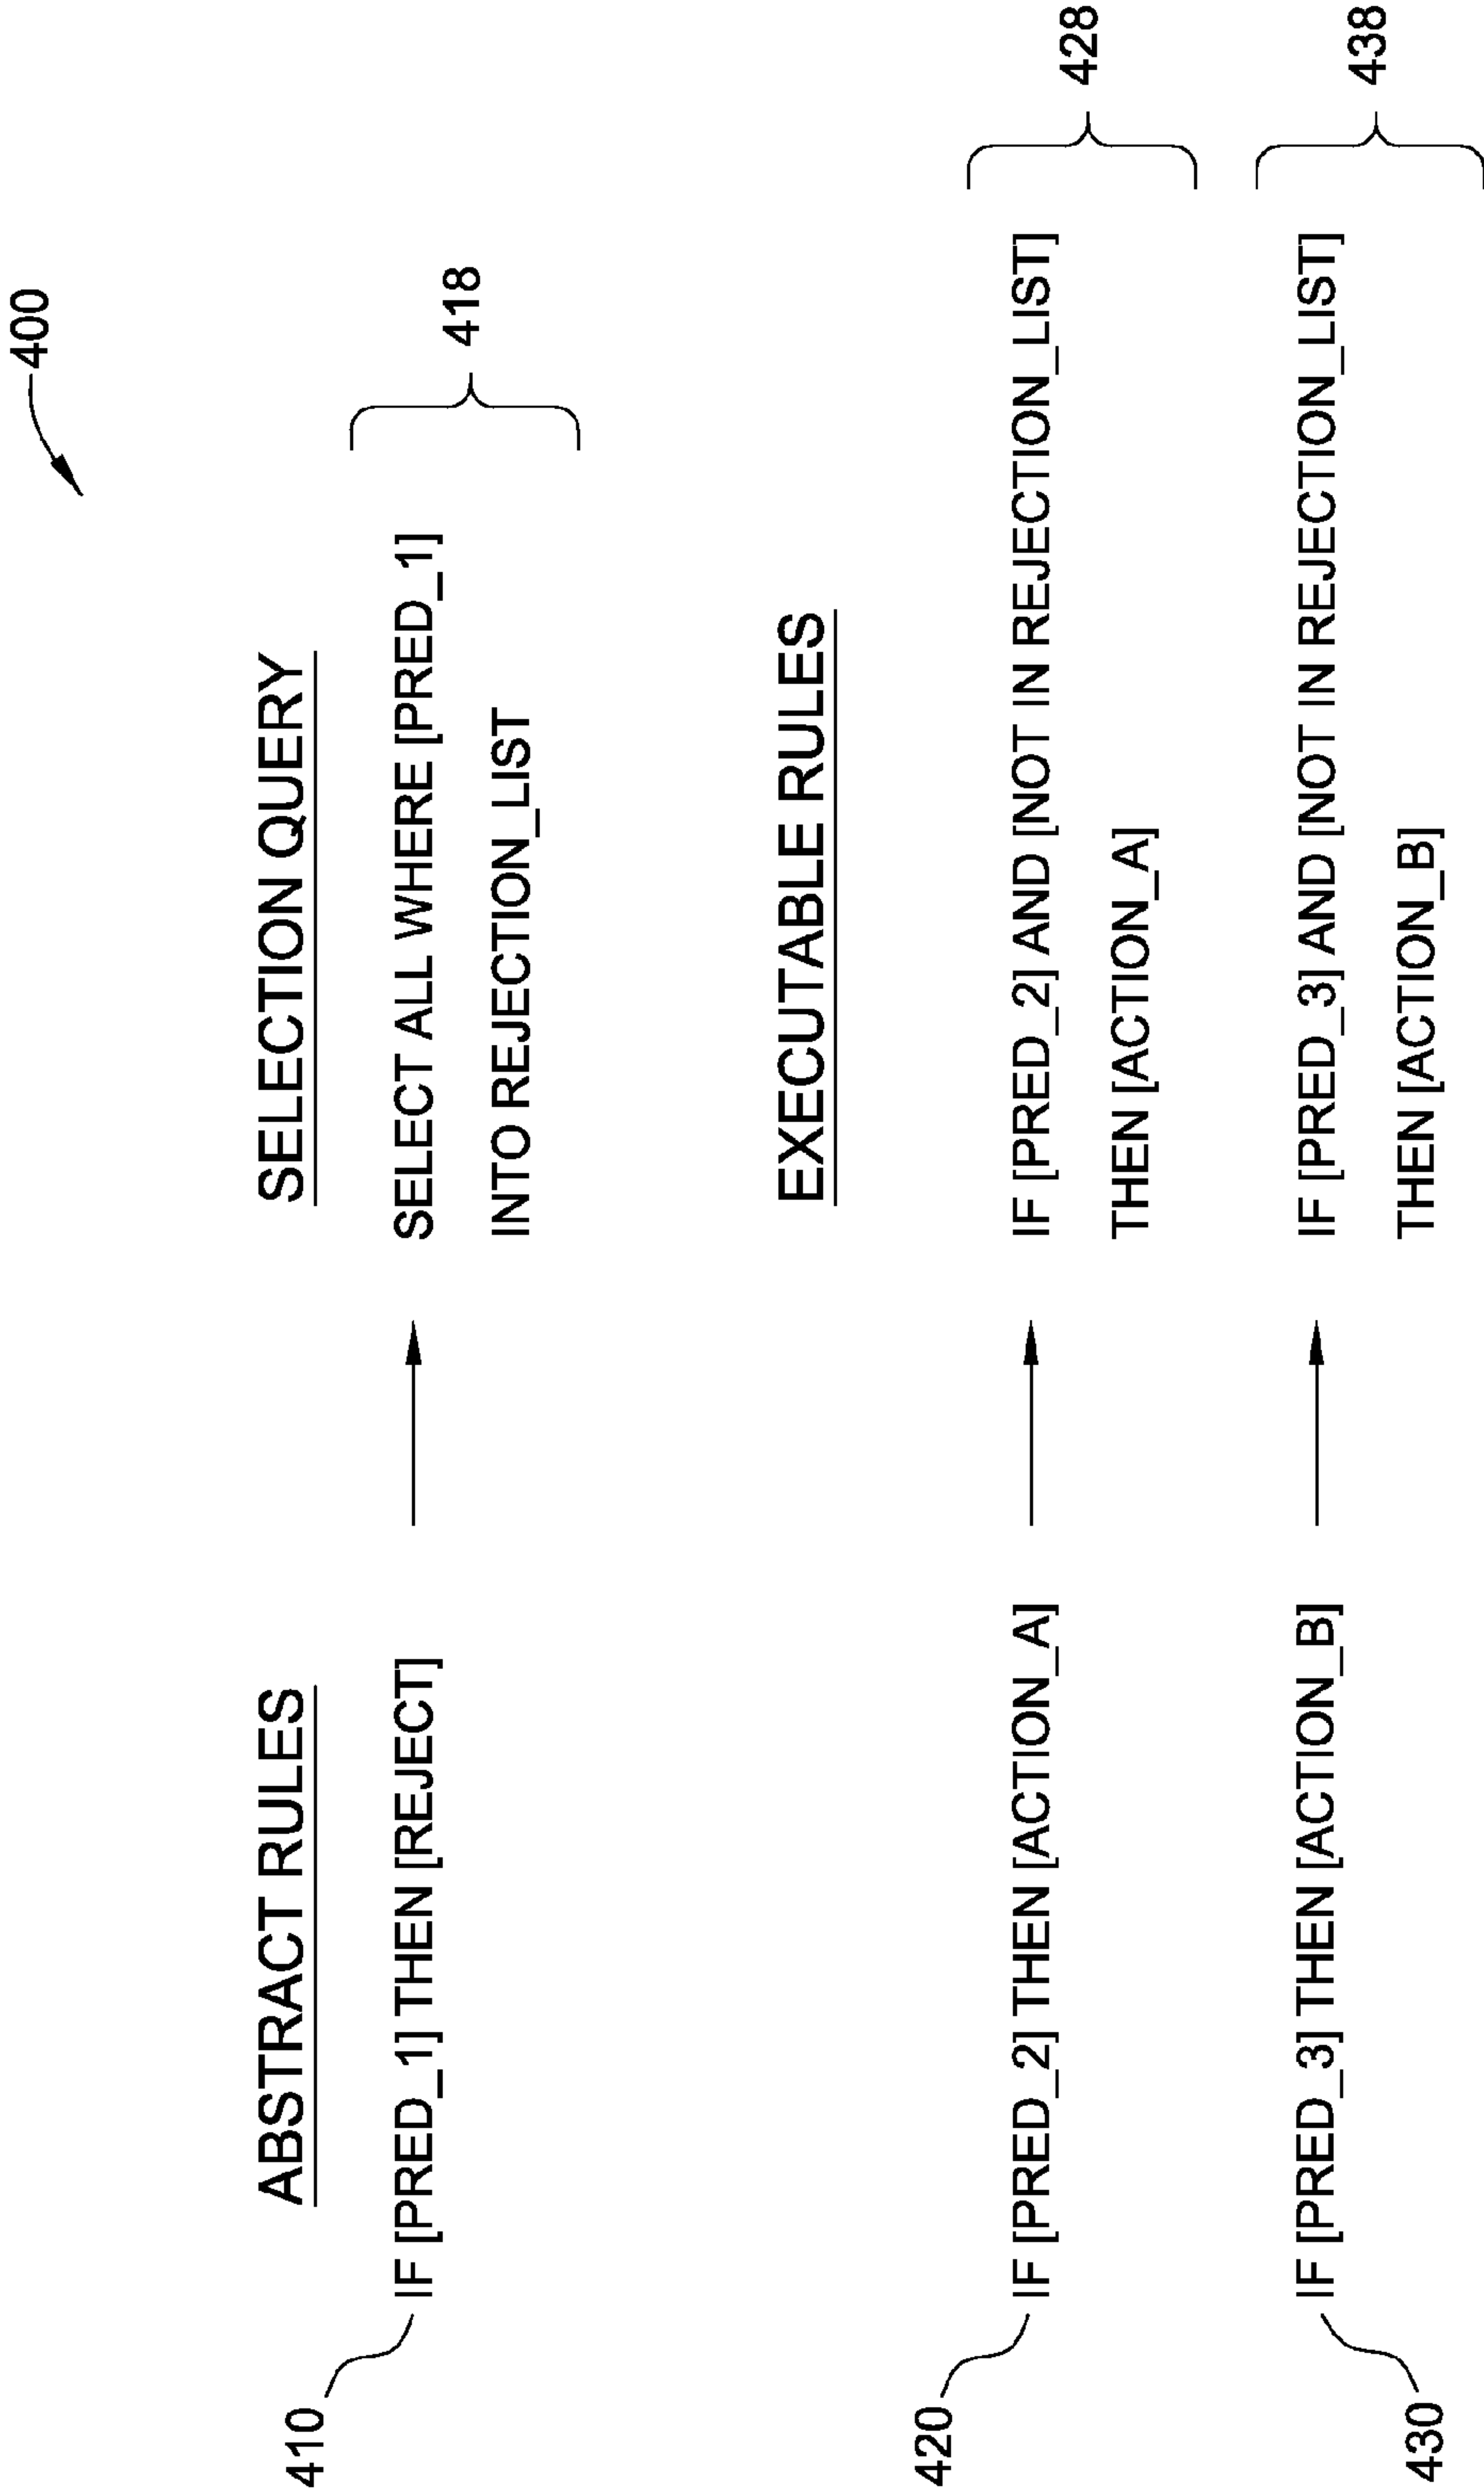 400
ABSTRACT RULES
SELECTION QUERY
410
IF [PRED_1] THEN [REJECT]
SELECT ALL WHERE [PRED_1]
INTO REJECTION_LIST
418
EXECUTABLE RULES
420
IF [PRED_2] THEN [ACTION_A]
IF [PRED_2] AND [NOT IN REJECTION_LIST]
THEN [ACTION_A]
428
430
IF [PRED_3] THEN [ACTION_B]
IF [PRED_3] AND [NOT IN REJECTION_LIST]
THEN [ACTION_B]
438